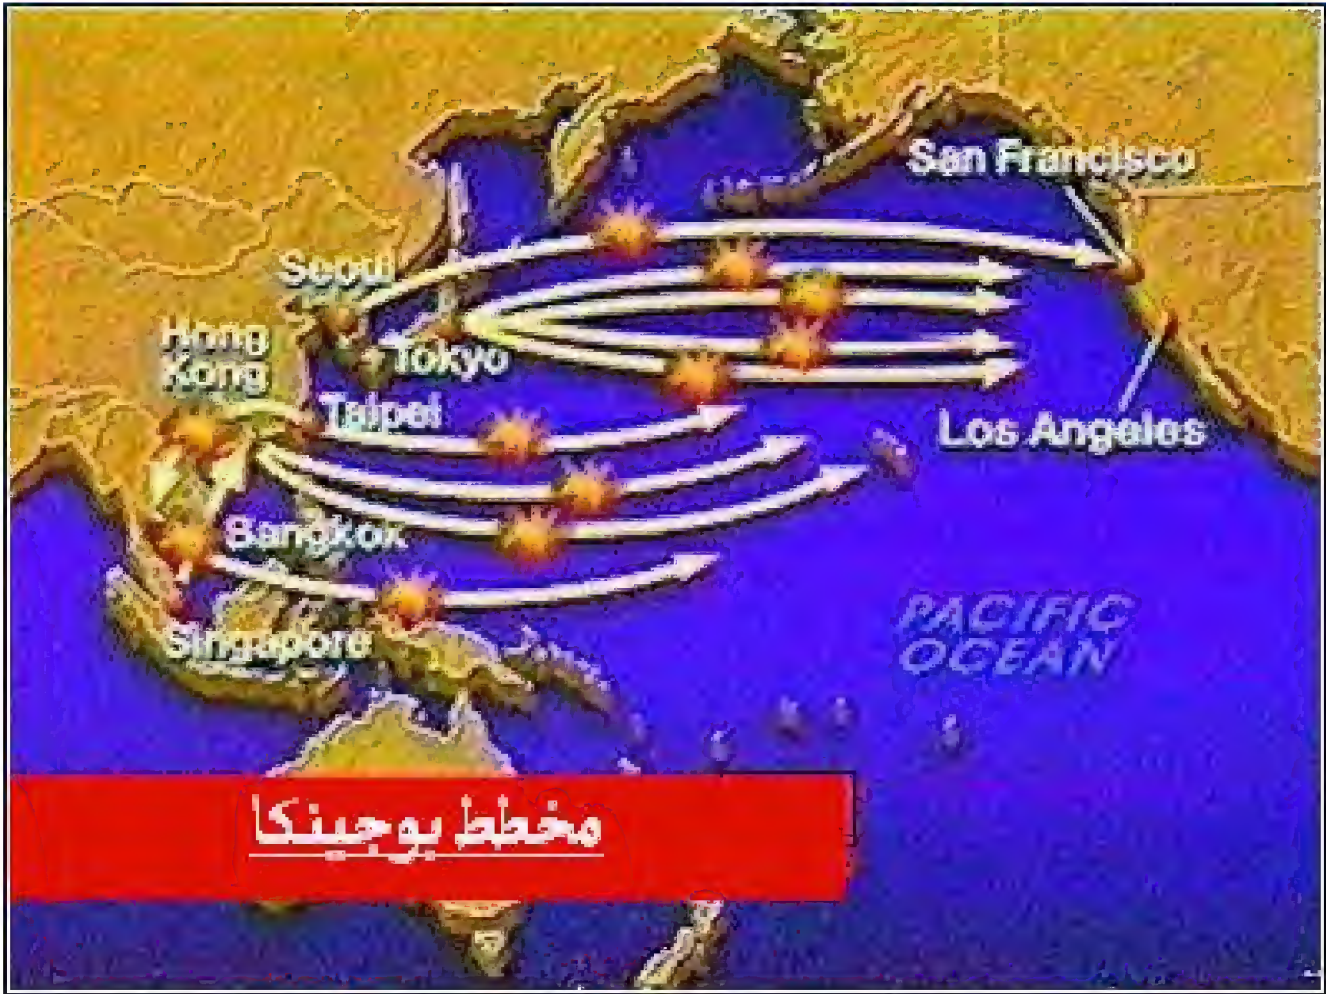 San Francisco
Seoul
Hong
Kong
Tokyo
Taipei
Los Angeles
Bangkok
Singapore
PACIFIC
OCEAN
مخطط بوجينكا